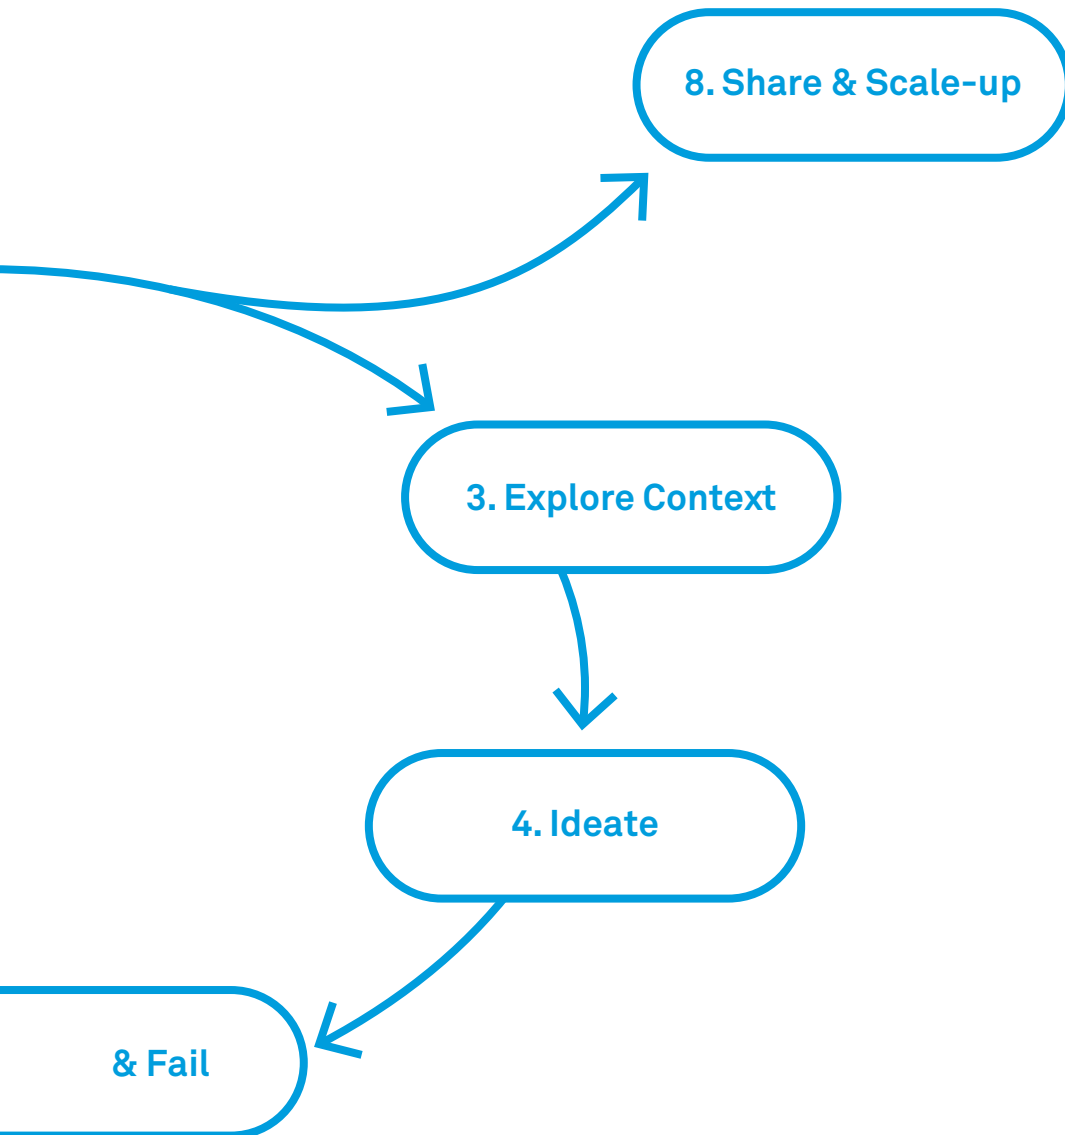 8. Share & Scale-up
3. Explore Context
4. Ideate
& Fail